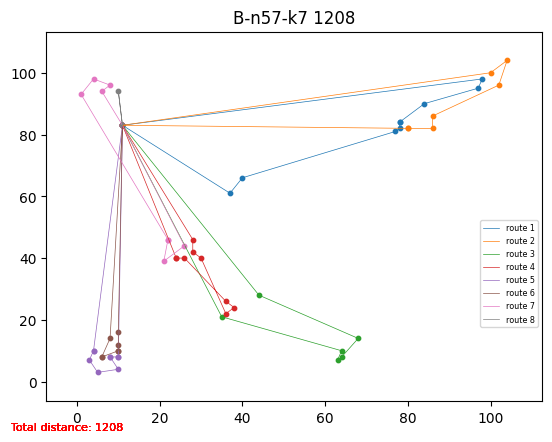 B-n57-k7 1208
100
80
60
40
20
0
0
20
40
60
80
100
route 1
route 2
route 3
route 4
route 5
route 6
route 7
route 8
Total distance: 1208